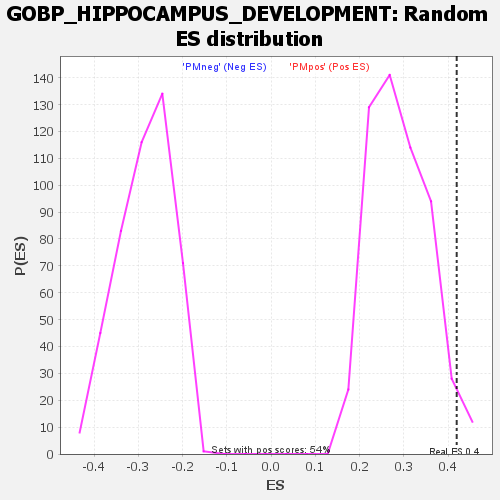 GOBP_HIPPOCAMPUS_DEVELOPMENT: Random
ES distribution
'PMneg' (Neg ES) 'PMpos' (Pos ES)
140
130
120
110
100
90
80
70
60
50
40
30
20
10
0
P(ES)
Sets with pos scores: 54%
Real ES 0.4
-0.4 -0.3 -0.2 -0.1 0.0 0.1 0.2 0.3 0.4
ES